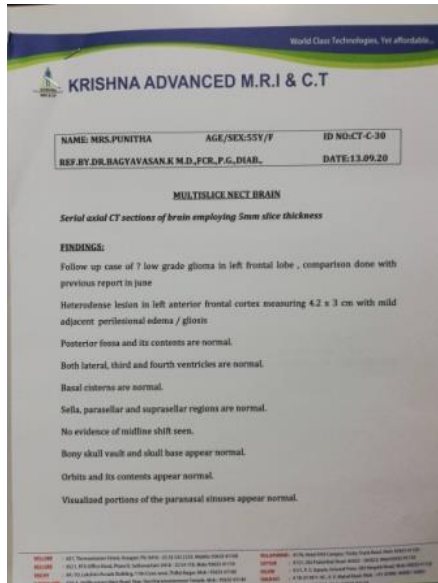 World Class Technologies, Yet affordable..
KRISHNA ADVANCED M.R.I & C.T
NAME: MRS.PUNITHA AGE/SEX:55Y/F ID NO:CT-C-30
REF.BY.DR.BAGYAVASAN.K M.D.,FCR.,P.G.,DIAB., DATE:13.09.20
MULTISLICE NECT BRAIN
Serial axial CT sections of brain employing 5mm slice thickness
FINDINGS:
Follow up case of ? low grade glioma in left frontal lobe , comparison done with
previous report in june
Heterodense lesion in left anterior frontal cortex measuring 4.2 x 3 cm with mild
adjacent perilesional edema / gliosis
Posterior fossa and its contents are normal.
Both lateral, third and fourth ventricles are normal.
Basal cisterns are normal.
Sella, parasellar and suprasellar regions are normal.
No evidence of midline shift seen.
Bony skull vault and skull base appear normal.
Orbits and its contents appear normal.
Visualized portions of the paranasal sinuses appear normal.